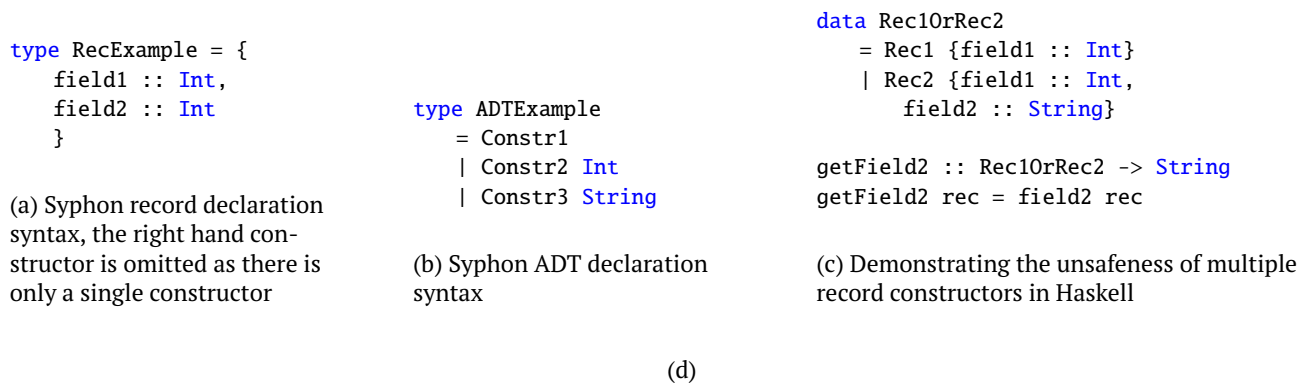 type RecExample = {
field1 :: Int,
field2 :: Int
}
(a) Syphon record declaration
syntax, the right hand con-
structor is omitted as there is
only a single constructor
type ADTExample
= Constr1
| Constr2 Int
| Constr3 String
(b) Syphon ADT declaration
syntax
data Rec1OrRec2
= Rec1 {field1 :: Int}
| Rec2 {field1 :: Int,
field2 :: String}
getField2 :: Rec1OrRec2 -> String
getField2 rec = field2 rec
(c) Demonstrating the unsafeness of multiple
record constructors in Haskell
(d)